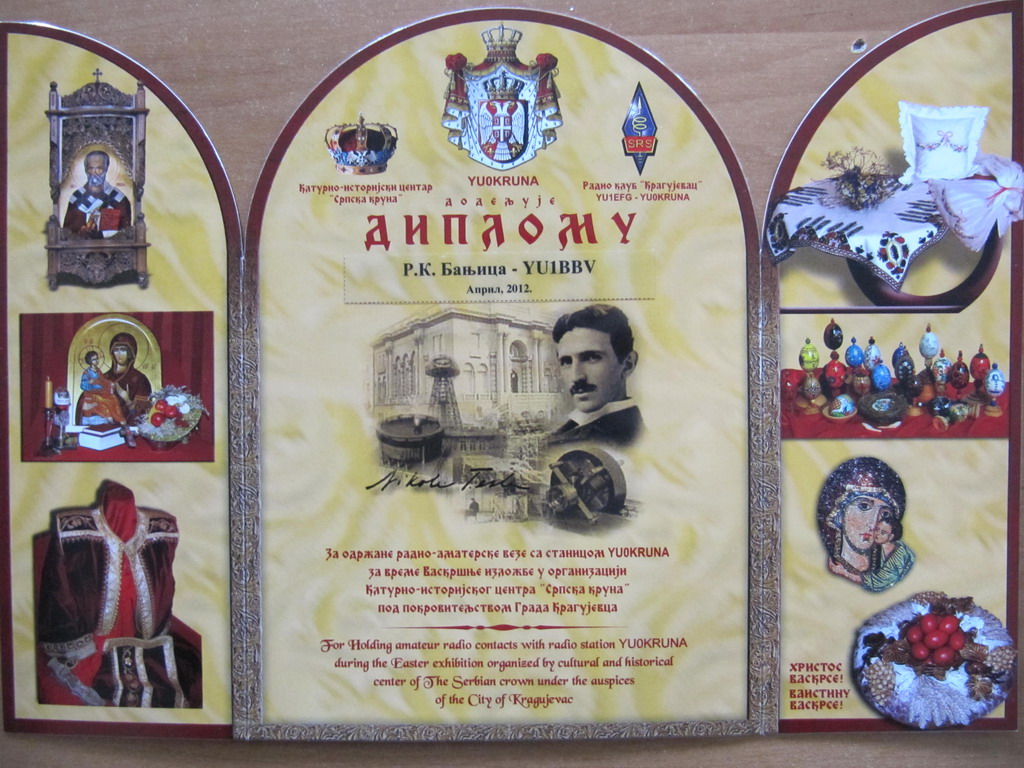 YU0KRUNA
SRS
Културно-историјски центар
"Српска круна"
Радио клуб "Крагујевац"
YU1EFG - YU0KRUNA
додељује
ДИПЛОМУ
Р.К. Бањица - YU1BBV
Април, 2012.
Nikola Tesla
За одржане радио-аматерске везе са станицом YU0KRUNA
за време Васкршње изложбе у организацији
Културно-историјског центра "Српска круна"
под покровитељством Града Крагујевца
For Holding amateur radio contacts with radio station YU0KRUNA
during the Easter exhibition organized by cultural and historical
center of The Serbian crown under the auspices
of the City of Kragujevac
ХРИСТОС
ВАСКРСЕ!
ВАИСТИНУ
ВАСКРСЕ!